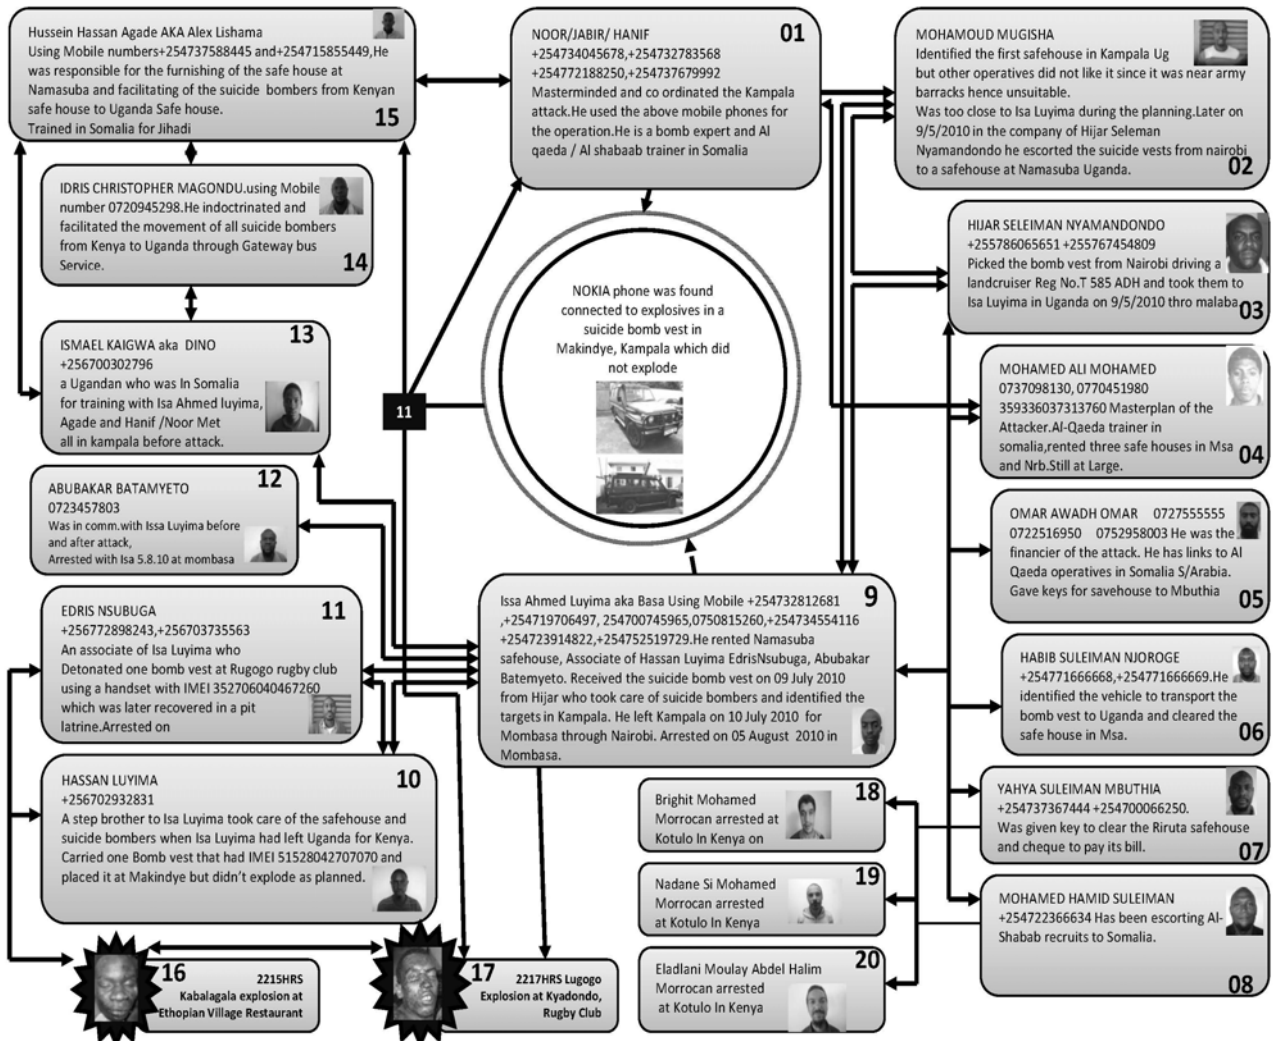 Hussein Hassan Agade AKA Alex Lishama
Using Mobile numbers+254737588445 and+254715855449,He
was responsible for the furnishing of the safe house at
Namasuba and facilitating of the suicide bombers from Kenyan
safe house to Uganda Safe house.
Trained in Somalia for Jihadi
15
NOOR/JABIR/ HANIF
01
+254734045678,+254732783568
+254772188250,+254737679992
Masterminded and co ordinated the Kampala
attack.He used the above mobile phones for
the operation.He is a bomb expert and Al
qaeda / Al shabaab trainer in Somalia
MOHAMOUD MUGISHA
Identified the first safehouse in Kampala Ug
but other operatives did not like it since it was near army
barracks hence unsuitable.
Was too close to Isa Luyima during the planning.Later on
9/5/2010 in the company of Hijar Seleman
Nyamandondo he escorted the suicide vests from nairobi
to a safehouse at Namasuba Uganda.
02
IDRIS CHRISTOPHER MAGONDU.using Mobile
number 0720945298.He indoctrinated and
facilitated the movement of all suicide bombers
from Kenya to Uganda through Gateway bus
Service.
14
HIJAR SELEIMAN NYAMANDONDO
+255786065651 +255767454809
Picked the bomb vest from Nairobi driving a
landcruiser Reg No.T 585 ADH and took them to
Isa Luyima in Uganda on 9/5/2010 thro malaba.
03
NOKIA phone was found
connected to explosives in a
suicide bomb vest in
Makindye, Kampala which did
not explode
11
13
ISMAEL KAIGWA aka DINO
+256700302796
a Ugandan who was In Somalia
for training with Isa Ahmed luyima,
Agade and Hanif /Noor Met
all in kampala before attack.
MOHAMED ALI MOHAMED
0737098130, 0770451980
359336037313760 Masterplan of the
Attacker.Al-Qaeda trainer in
somalia,rented three safe houses in Msa
and Nrb.Still at Large.
04
12
ABUBAKAR BATAMYETO
0723457803
Was in comm.with Issa Luyima before
and after attack,
Arrested with Isa 5.8.10 at mombasa
OMAR AWADH OMAR 0727555555
0722516950 0752958003 He was the
financier of the attack. He has links to Al
Qaeda operatives in Somalia S/Arabia.
Gave keys for savehouse to Mbuthia
05
EDRIS NSUBUGA
11
+256772898243,+256703735563
An associate of Isa Luyima who
Detonated one bomb vest at Rugogo rugby club
using a handset with IMEI 352706040467260
which was later recovered in a pit
latrine.Arrested on
Issa Ahmed Luyima aka Basa Using Mobile +254732812681
9
,+254719706497, 254700745965,0750815260,+254734554116
+254723914822,+254752519729.He rented Namasuba
safehouse, Associate of Hassan Luyima EdrisNsubuga, Abubakar
Batemyeto. Received the suicide bomb vest on 09 July 2010
from Hijar who took care of suicide bombers and identified the
targets in Kampala. He left Kampala on 10 July 2010 for
Mombasa through Nairobi. Arrested on 05 August 2010 in
Mombasa.
HABIB SULEIMAN NJOROGE
+254771666668,+254771666669.He
identified the vehicle to transport the
bomb vest to Uganda and cleared the
safe house in Msa.
06
HASSAN LUYIMA
10
+256702932831
A step brother to Isa Luyima took care of the safehouse and
suicide bombers when Isa Luyima had left Uganda for Kenya.
Carried one Bomb vest that had IMEI 51528042707070 and
placed it at Makindye but didn't explode as planned.
YAHYA SULEIMAN MBUTHIA
+254737367444 +254700066250.
Was given key to clear the Riruta safehouse
and cheque to pay its bill.
07
Brighit Mohamed
18
Morrocan arrested at
Kotulo In Kenya on
Nadane Si Mohamed
19
Morrocan arrested
at Kotulo In Kenya
MOHAMED HAMID SULEIMAN
+254722366634 Has been escorting Al-
Shabab recruits to Somalia.
08
Eladlani Moulay Abdel Halim
20
Morrocan arrested
at Kotulo In Kenya
16
2215HRS
Kabalagala explosion at
Ethopian Village Restaurant
17
2217HRS Lugogo
Explosion at Kyadondo,
Rugby Club